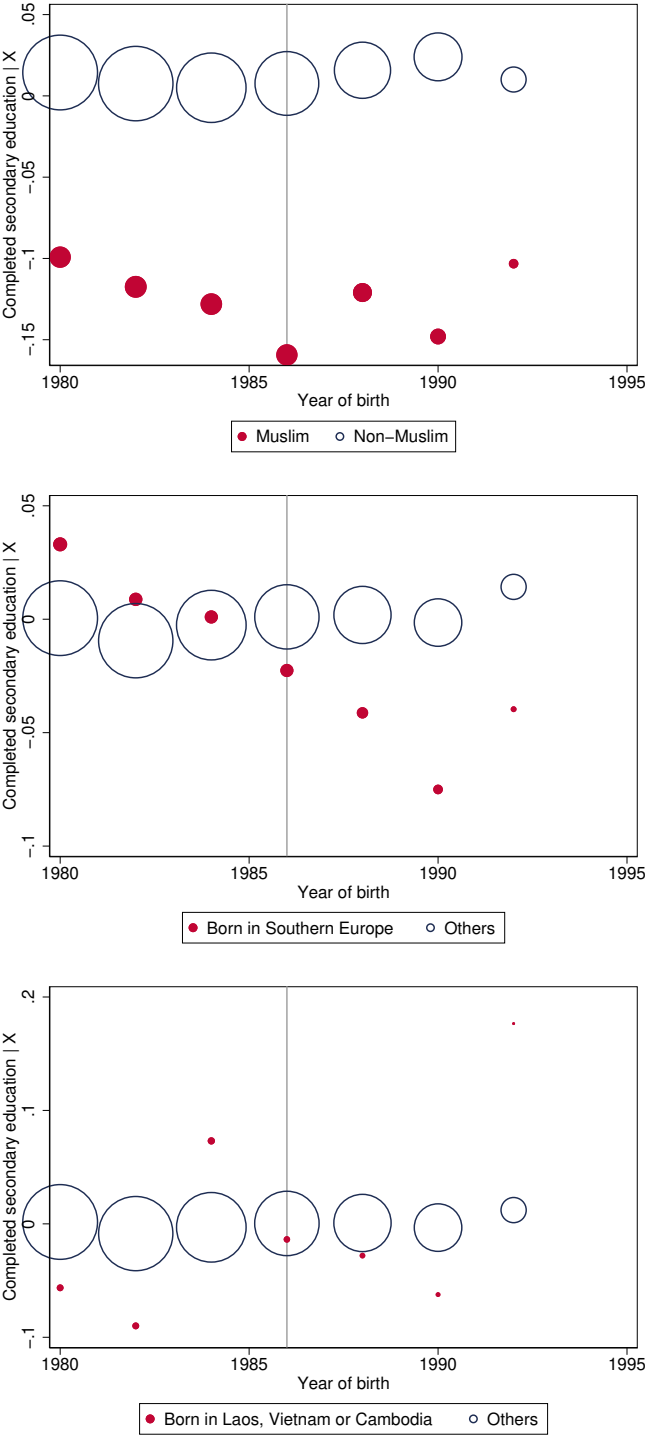 Completed secondary education | X
.05
0
−.05
−.1
−.15
1980 1985 1990 1995
Year of birth
Muslim Non−Muslim
Completed secondary education | X
.05
0
−.05
−.1
1980 1985 1990 1995
Year of birth
Born in Southern Europe Others
Completed secondary education | X
.2
.1
0
−.1
1980 1985 1990 1995
Year of birth
Born in Laos, Vietnam or Cambodia Others